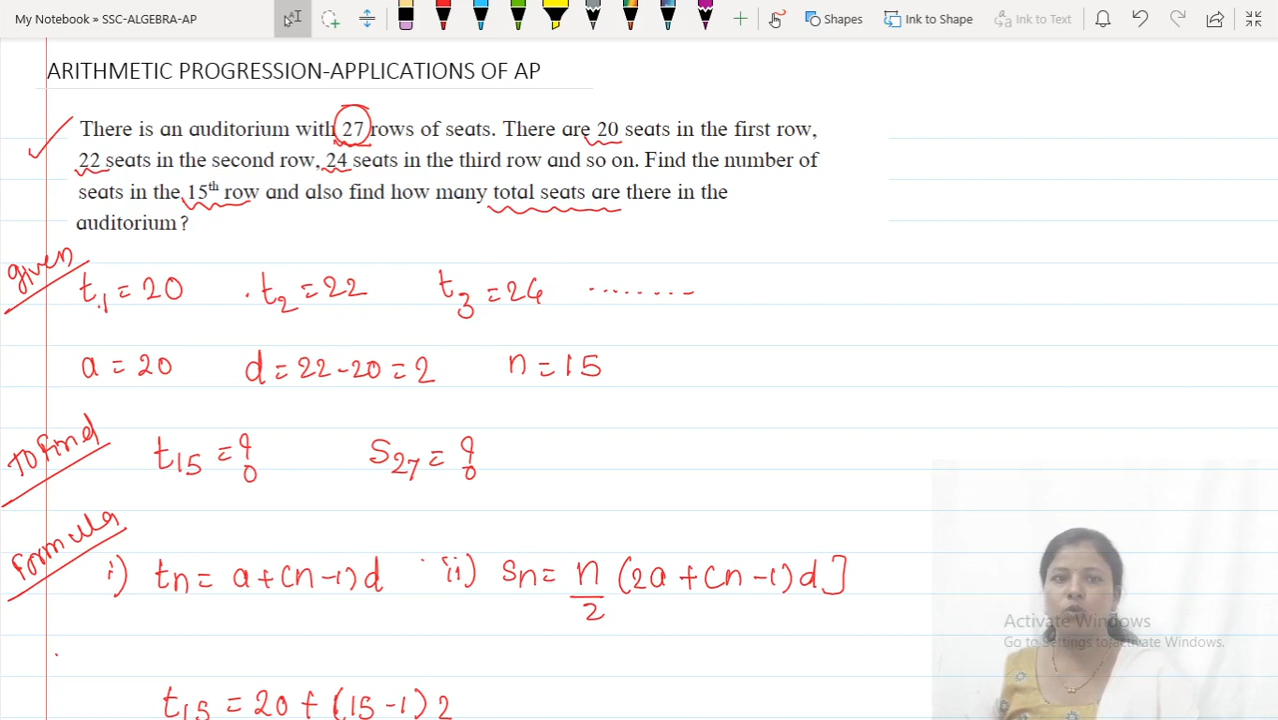 My Notebook » SSC-ALGEBRA-AP
Shapes
Ink to Shape
Ink to Text
ARITHMETIC PROGRESSION-APPLICATIONS OF AP
There is an auditorium with 27 rows of seats. There are 20 seats in the first row,
22 seats in the second row, 24 seats in the third row and so on. Find the number of
seats in the 15th row and also find how many total seats are there in the
auditorium?
given
t1 = 20 t2 = 22 t3 = 24 ........
a = 20 d = 22-20 = 2 n = 15
To find
t15 = ? S27 = ?
Formula
i) tn = a+(n-1)d ii) Sn = n/2 (2a+(n-1)d]
t15 = 20 + (15-1) 2
Activate Windows
Go to Settings to activate Windows.